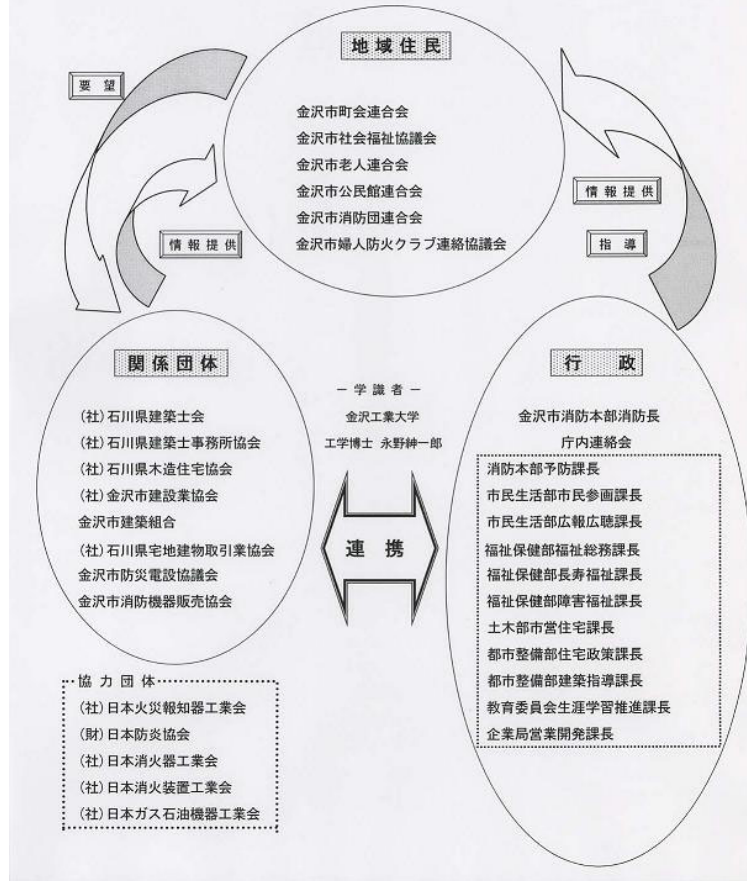 地域住民
要望
金沢市町会連合会
金沢市社会福祉協議会
金沢市老人連合会
金沢市公民館連合会
金沢市消防団連合会
金沢市婦人防火クラブ連絡協議会
情報提供
情報提供
指導
関係団体
(社)石川県建築士会
(社)石川県建築士事務所協会
(社)石川県木造住宅協会
(社)金沢市建設業協会
金沢市建築組合
(社)石川県宅地建物取引業協会
金沢市防災電設協議会
金沢市消防機器販売協会
協力団体
(社)日本火災報知器工業会
(財)日本防炎協会
(社)日本消火器工業会
(社)日本消火装置工業会
(社)日本ガス石油機器工業会
－学識者－
金沢工業大学
工学博士 永野紳一郎
連携
行政
金沢市消防本部消防長
庁内連絡会
消防本部予防課長
市民生活部市民参画課長
市民生活部広報広聴課長
福祉保健部福祉総務課長
福祉保健部長寿福祉課長
福祉保健部障害福祉課長
土木部市営住宅課長
都市整備部住宅政策課長
都市整備部建築指導課長
教育委員会生涯学習推進課長
企業局営業開発課長